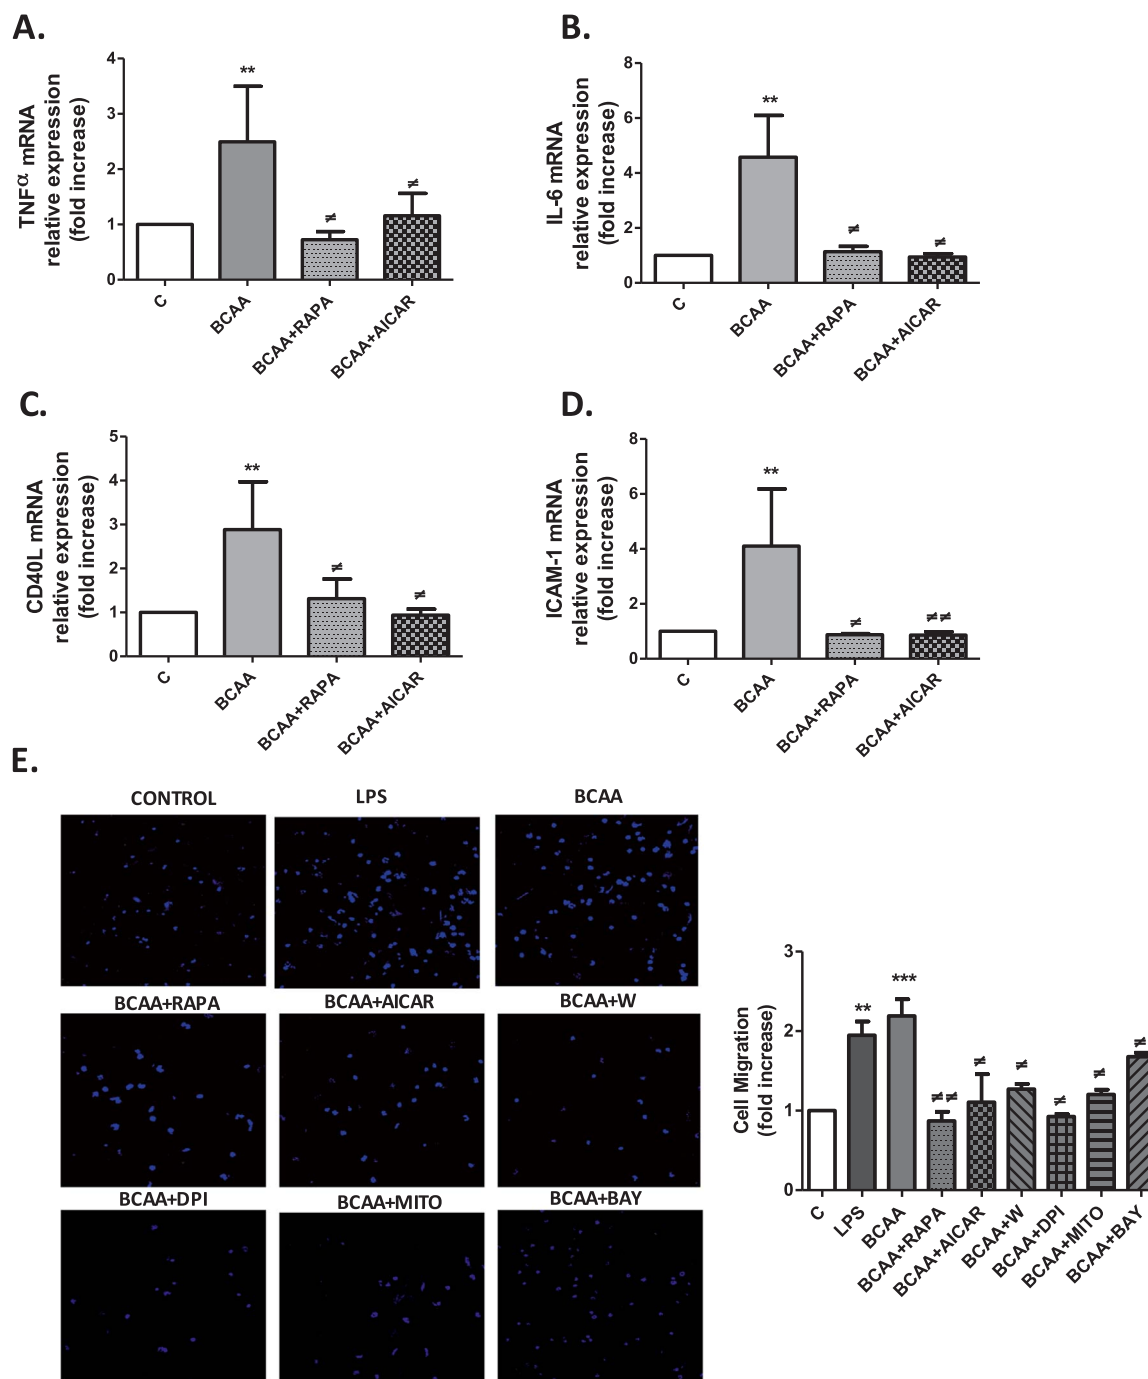 A.
TNFα mRNA
relative expression
(fold increase)
4
3
2
1
0
**
≠
≠
C
BCAA
BCAA+RAPA
BCAA+AICAR
B.
IL-6 mRNA
relative expression
(fold increase)
8
6
4
2
0
**
≠
≠
C
BCAA
BCAA+RAPA
BCAA+AICAR
C.
CD40L mRNA
relative expression
(fold increase)
5
4
3
2
1
0
**
≠
≠
C
BCAA
BCAA+RAPA
BCAA+AICAR
D.
ICAM-1 mRNA
relative expression
(fold increase)
8
6
4
2
0
**
≠
≠ ≠
C
BCAA
BCAA+RAPA
BCAA+AICAR
E.
CONTROL
LPS
BCAA
BCAA+RAPA
BCAA+AICAR
BCAA+W
BCAA+DPI
BCAA+MITO
BCAA+BAY
Cell Migration
(fold increase)
3
2
1
0
**
***
≠ ≠
≠
≠
≠
≠
≠
C
LPS
BCAA
BCAA+RAPA
BCAA+AICAR
BCAA+W
BCAA+DPI
BCAA+MITO
BCAA+BAY